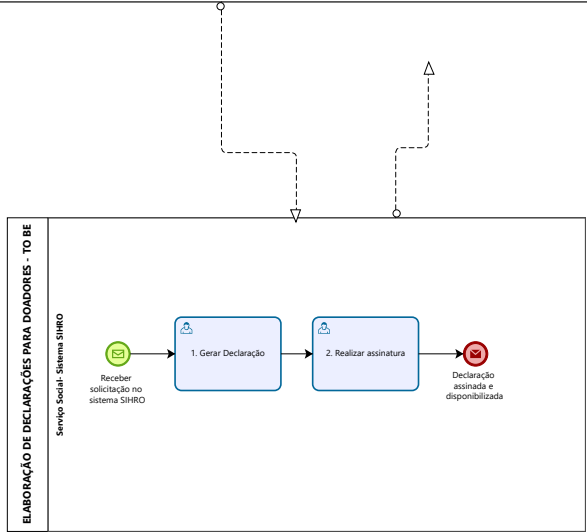 ELABORAÇÃO DE DECLARAÇÕES PARA DOADORES - TO BE
Serviço Social- Sistema SIHRO
Receber
solicitação no
sistema SIHRO
1. Gerar Declaração
2. Realizar assinatura
Declaração
assinada e
disponibilizada